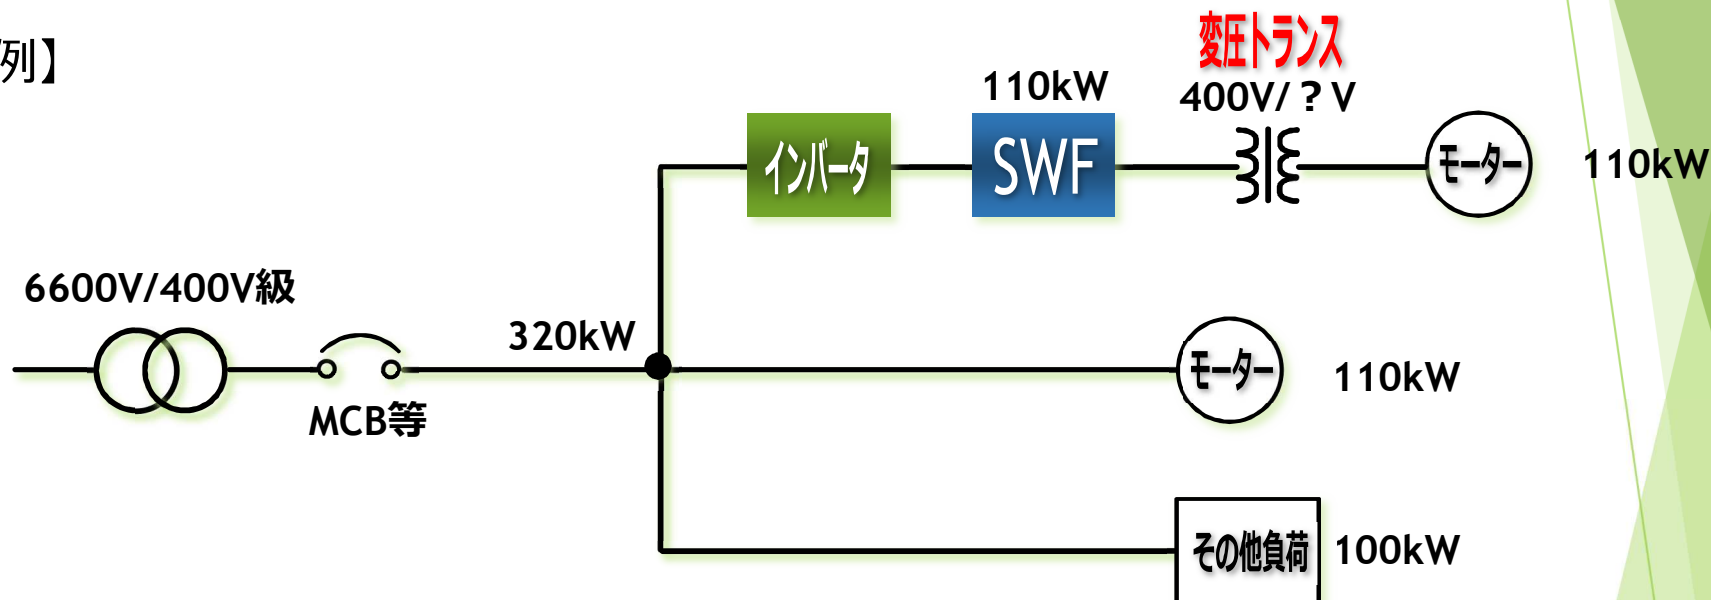 例】
変圧トランス
110kW
400V/？V
インバータ
SWF
モーター
110kW
6600V/400V級
320kW
MCB等
モーター
110kW
その他負荷
100kW